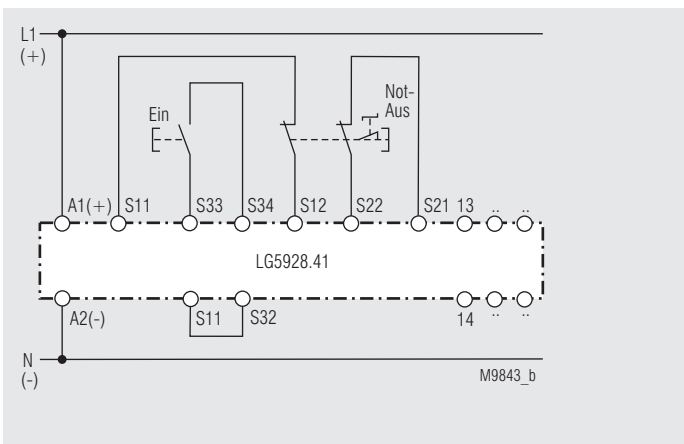 L1
(+)
Ein
Not-
Aus
A1(+) S11 S33 S34 S12 S22 S21 13 .. ..
LG5928.41
A2(-) S11 S32 14 .. ..
N
(-)
M9843_b